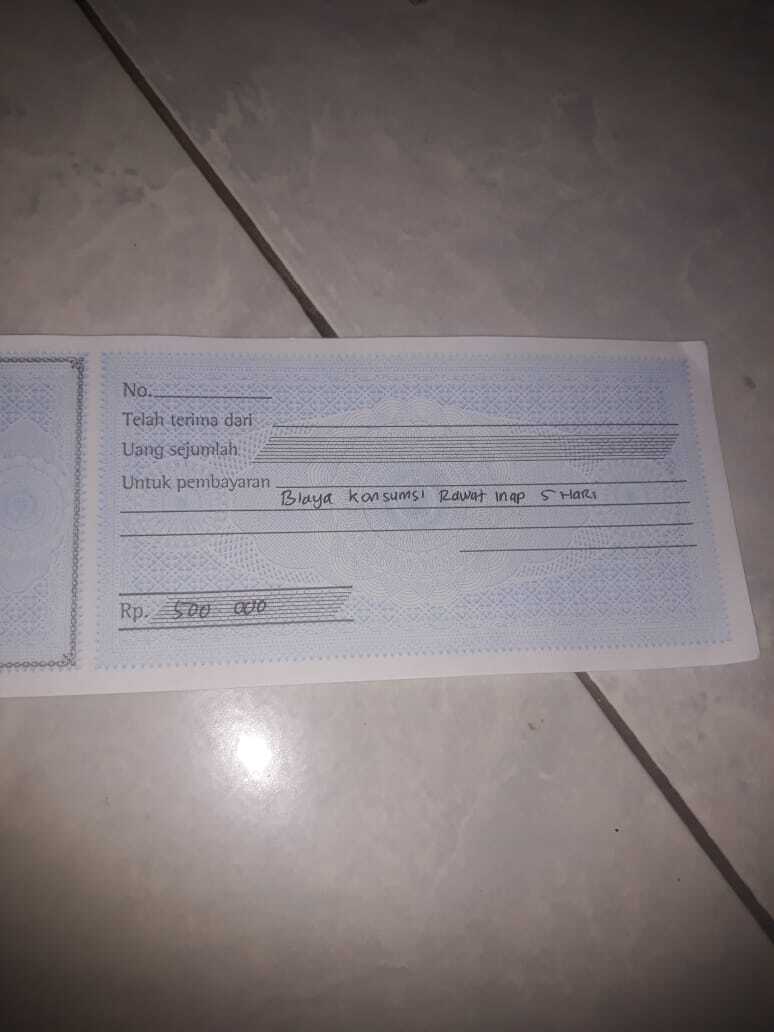 No.
Telah terima dari
Uang sejumlah
Untuk pembayaran
Biaya konsumsi Rawat inap 5 HaRi
Rp. 500 000